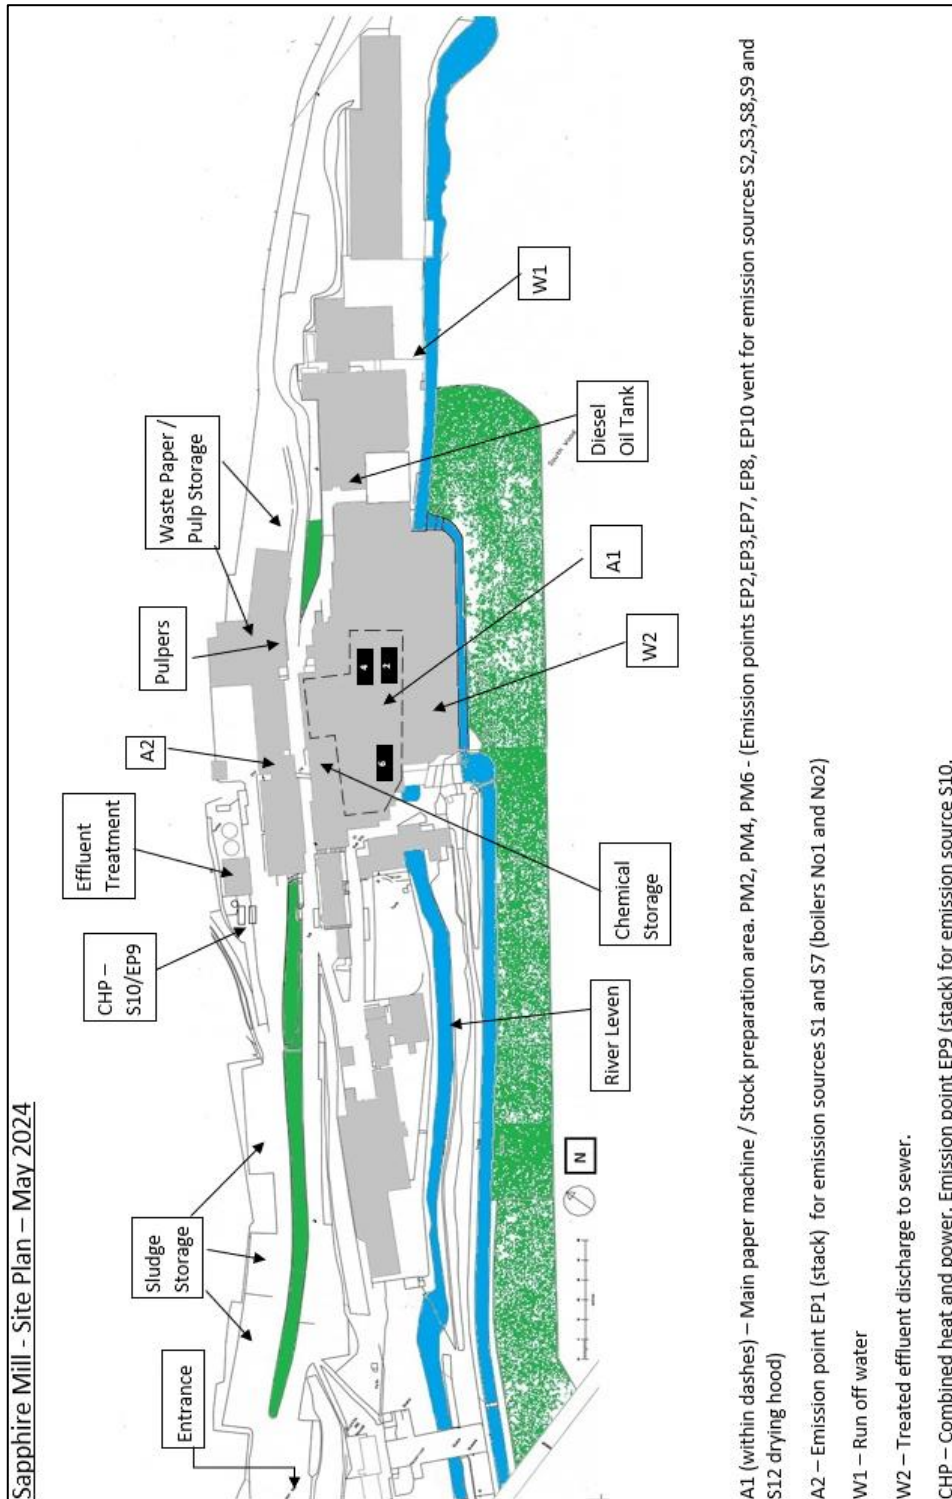 Sapphire Mill - Site Plan – May 2024
Entrance
Sludge
Storage
CHP –
S10/EP9
Effluent
Treatment
A2
Pulpers
Waste Paper /
Pulp Storage
6
4
2
N
River Leven
Chemical
Storage
W2
A1
Diesel
Oil Tank
W1
South Wood
A1 (within dashes) – Main paper machine / Stock preparation area. PM2, PM4, PM6 - (Emission points EP2,EP3,EP7, EP8, EP10 vent for emission sources S2,S3,S8,S9 and
S12 drying hood)
A2 – Emission point EP1 (stack) for emission sources S1 and S7 (boilers No1 and No2)
W1 – Run off water
W2 – Treated effluent discharge to sewer.
CHP – Combined heat and power. Emission point EP9 (stack) for emission source S10.